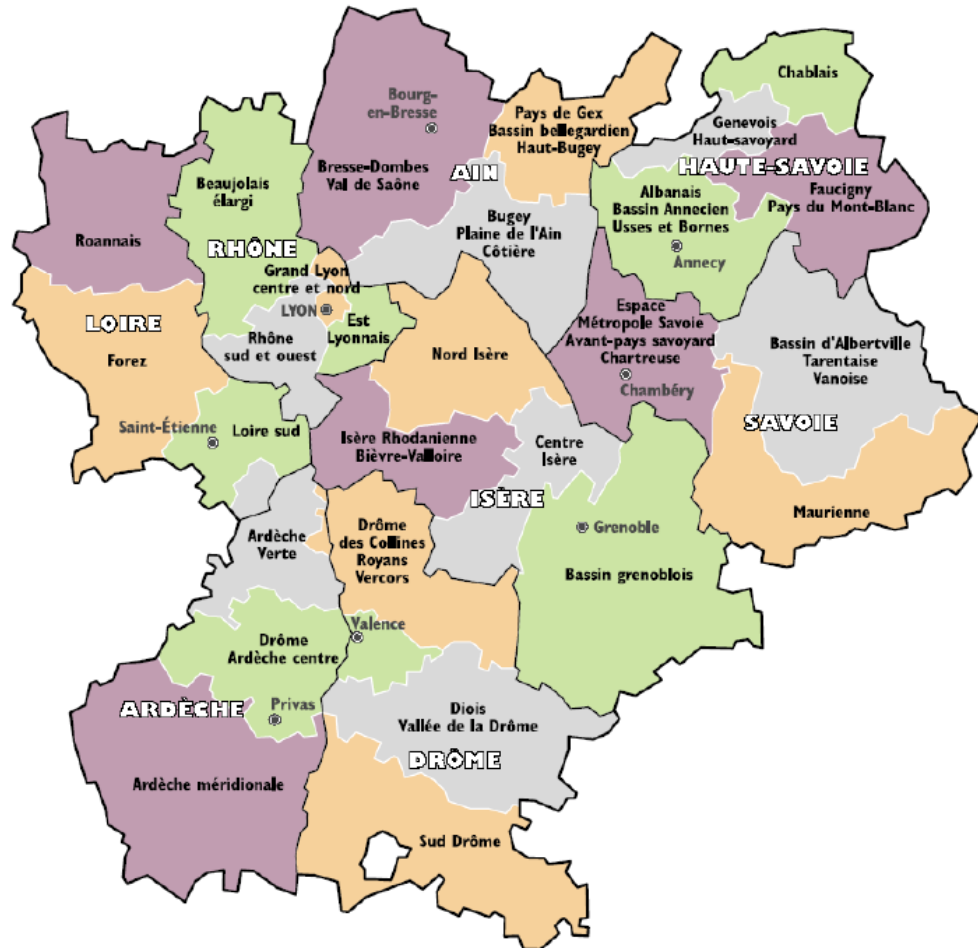 Chablais
Bourg-
en-Bresse
Pays de Gex
Bassin bellegardien
Haut-Bugey
Genevois
Haut-savoyard
HAUTE-SAVOIE
Bresse-Dombes
Val de Saône
AIN
Beaujolais
élargi
Albanais
Bassin Annecien
Usses et Bornes
Annecy
Faucigny
Pays du Mont-Blanc
Roannais
RHÔNE
Bugey
Plaine de l'Ain
Côtière
Grand Lyon
centre et nord
LYON
Est
Lyonnais
Rhône
sud et ouest
LOIRE
Forez
Nord Isère
Espace
Métropole Savoie
Avant-pays savoyard
Chartreuse
Chambéry
Bassin d'Albertville
Tarentaise
Vanoise
SAVOIE
Saint-Étienne
Loire sud
Isère Rhodanienne
Bièvre-Valloire
Centre
Isère
ISÈRE
Maurienne
Grenoble
Bassin grenoblois
Ardèche
Verte
Drôme
des Collines
Royans
Vercors
Valence
Drôme
Ardèche centre
Privas
ARDÈCHE
Diois
Vallée de la Drôme
DRÔME
Ardèche méridionale
Sud Drôme